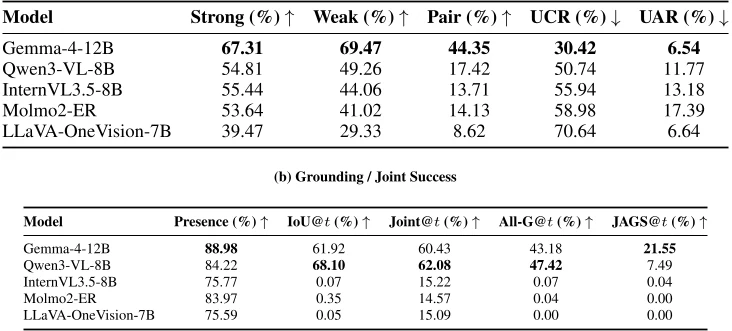 Model Strong (%) ↑ Weak (%) ↑ Pair (%) ↑ UCR (%) ↓ UAR (%) ↓
Gemma-4-12B 67.31 69.47 44.35 30.42 6.54
Qwen3-VL-8B 54.81 49.26 17.42 50.74 11.77
InternVL3.5-8B 55.44 44.06 13.71 55.94 13.18
Molmo2-ER 53.64 41.02 14.13 58.98 17.39
LLaVA-OneVision-7B 39.47 29.33 8.62 70.64 6.64
(b) Grounding / Joint Success
Model Presence (%) ↑ IoU@t (%) ↑ Joint@t (%) ↑ All-G@t (%) ↑ JAGS@t (%) ↑
Gemma-4-12B 88.98 61.92 60.43 43.18 21.55
Qwen3-VL-8B 84.22 68.10 62.08 47.42 7.49
InternVL3.5-8B 75.77 0.07 15.22 0.07 0.04
Molmo2-ER 83.97 0.35 14.57 0.04 0.00
LLaVA-OneVision-7B 75.59 0.05 15.09 0.00 0.00